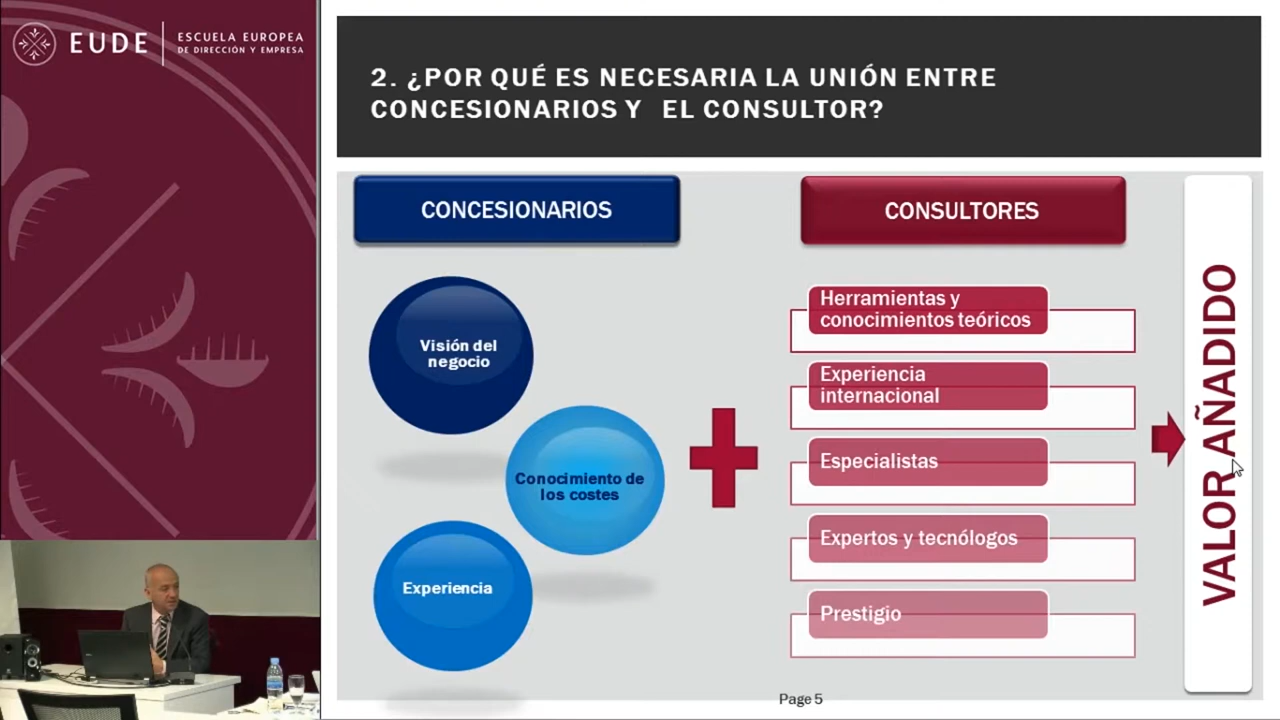 EUDE
ESCUELA EUROPEA
DE DIRECCIÓN Y EMPRESA
2. ¿POR QUÉ ES NECESARIA LA UNIÓN ENTRE
CONCESIONARIOS Y EL CONSULTOR?
CONCESIONARIOS
Visión del
negocio
Conocimiento de
los costes
Experiencia
CONSULTORES
Herramientas y
conocimientos teóricos
Experiencia
internacional
Especialistas
Expertos y tecnólogos
Prestigio
VALOR AÑADIDO
Page 5